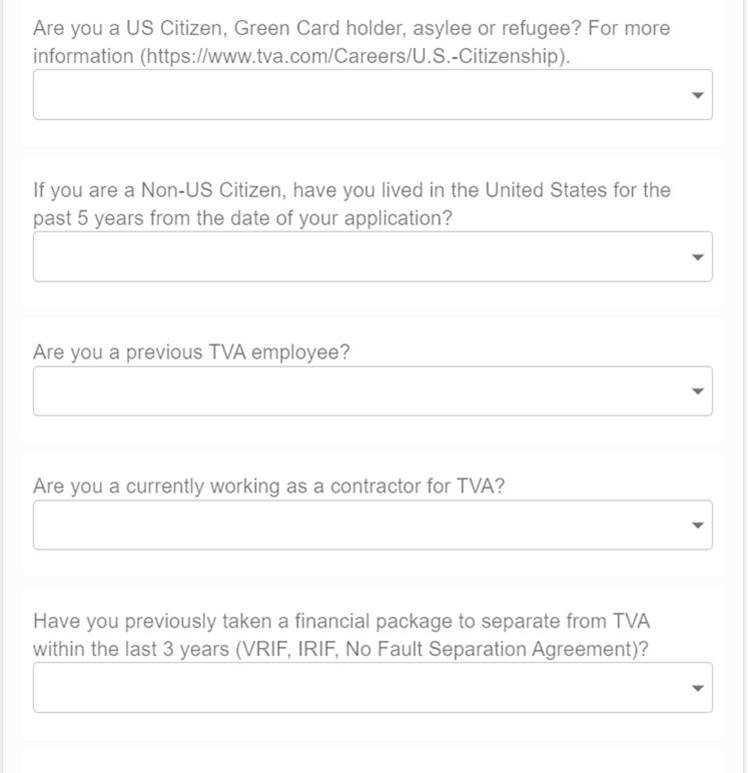 Are you a US Citizen, Green Card holder, asylee or refugee? For more
information (https://www.tva.com/Careers/U.S.-Citizenship).
If you are a Non-US Citizen, have you lived in the United States for the
past 5 years from the date of your application?
Are you a previous TVA employee?
Are you a currently working as a contractor for TVA?
Have you previously taken a financial package to separate from TVA
within the last 3 years (VRIF, IRIF, No Fault Separation Agreement)?